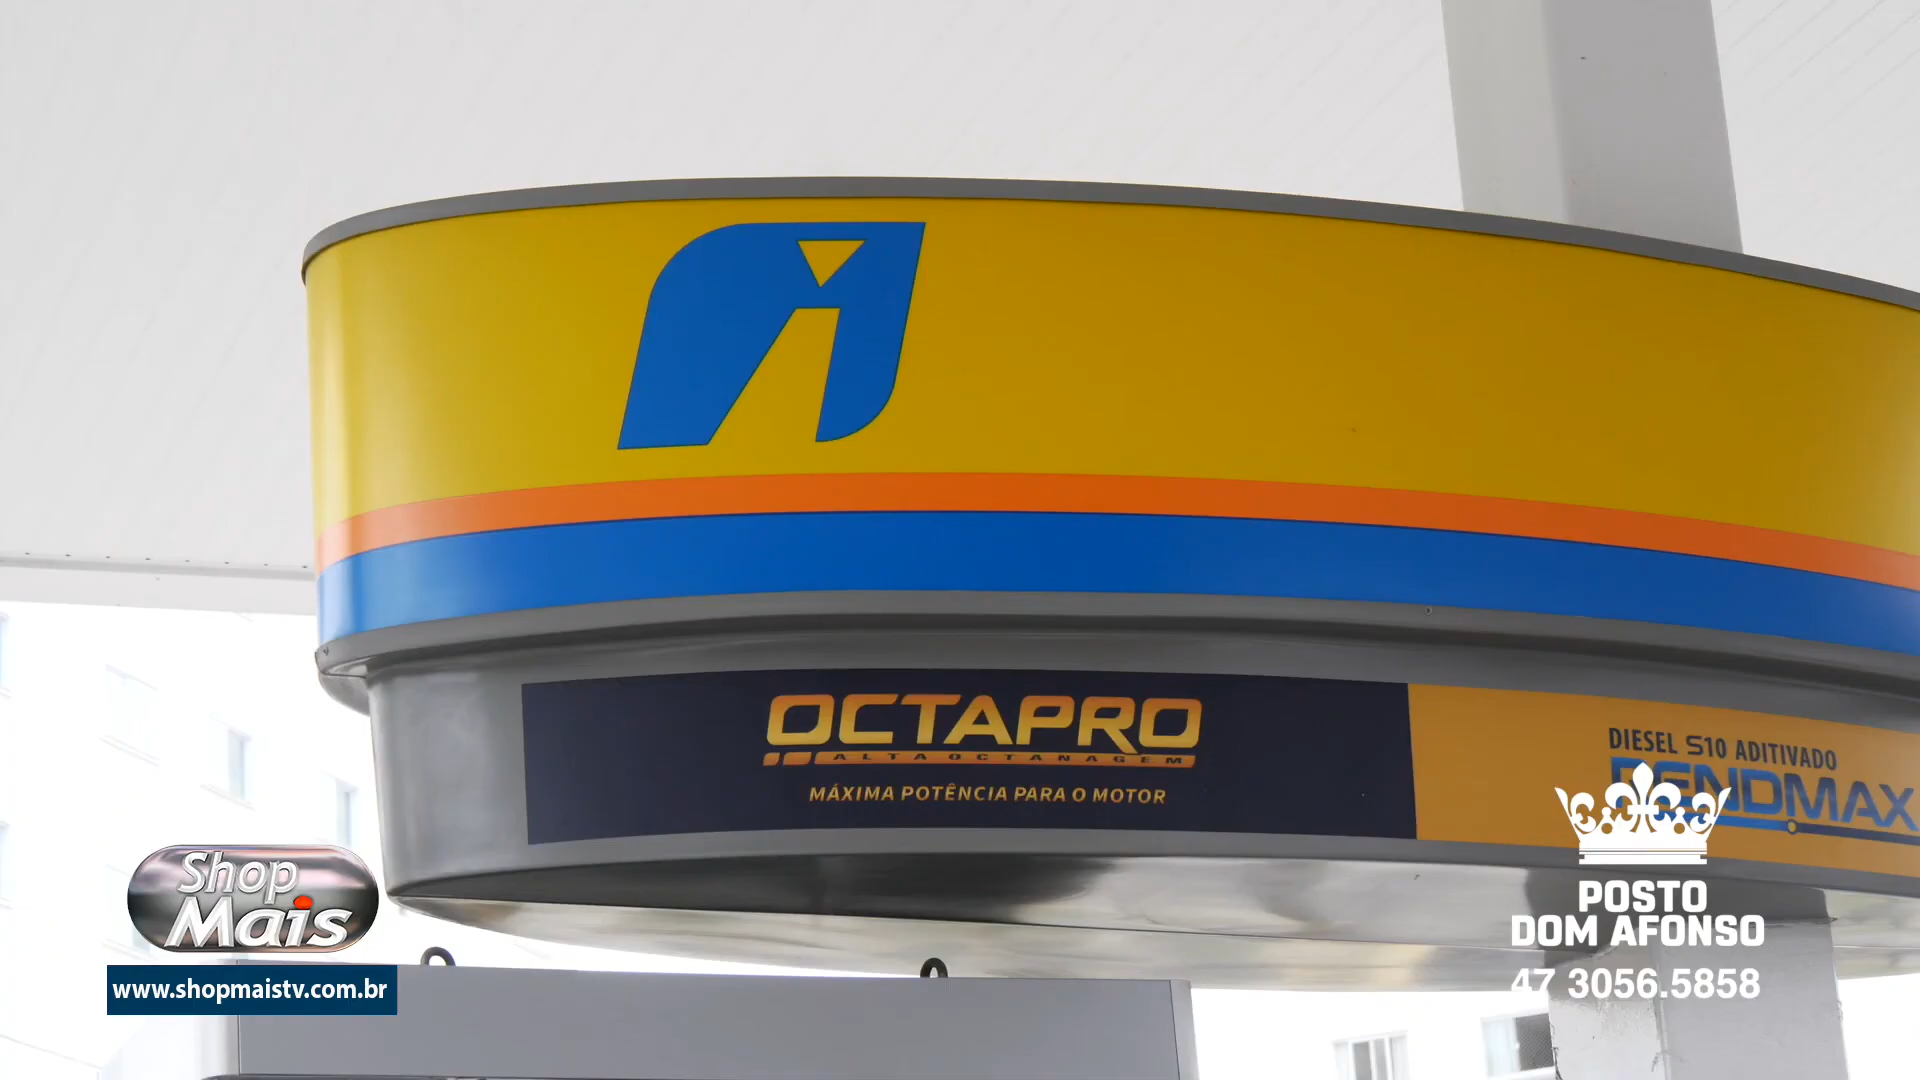 OCTAPRO
ALTA OCTANAGEM
MÁXIMA POTÊNCIA PARA O MOTOR
DIESEL S10 ADITIVADO
RENDMAX
Shop
Mais
www.shopmaistv.com.br
POSTO
DOM AFONSO
47 3056.5858